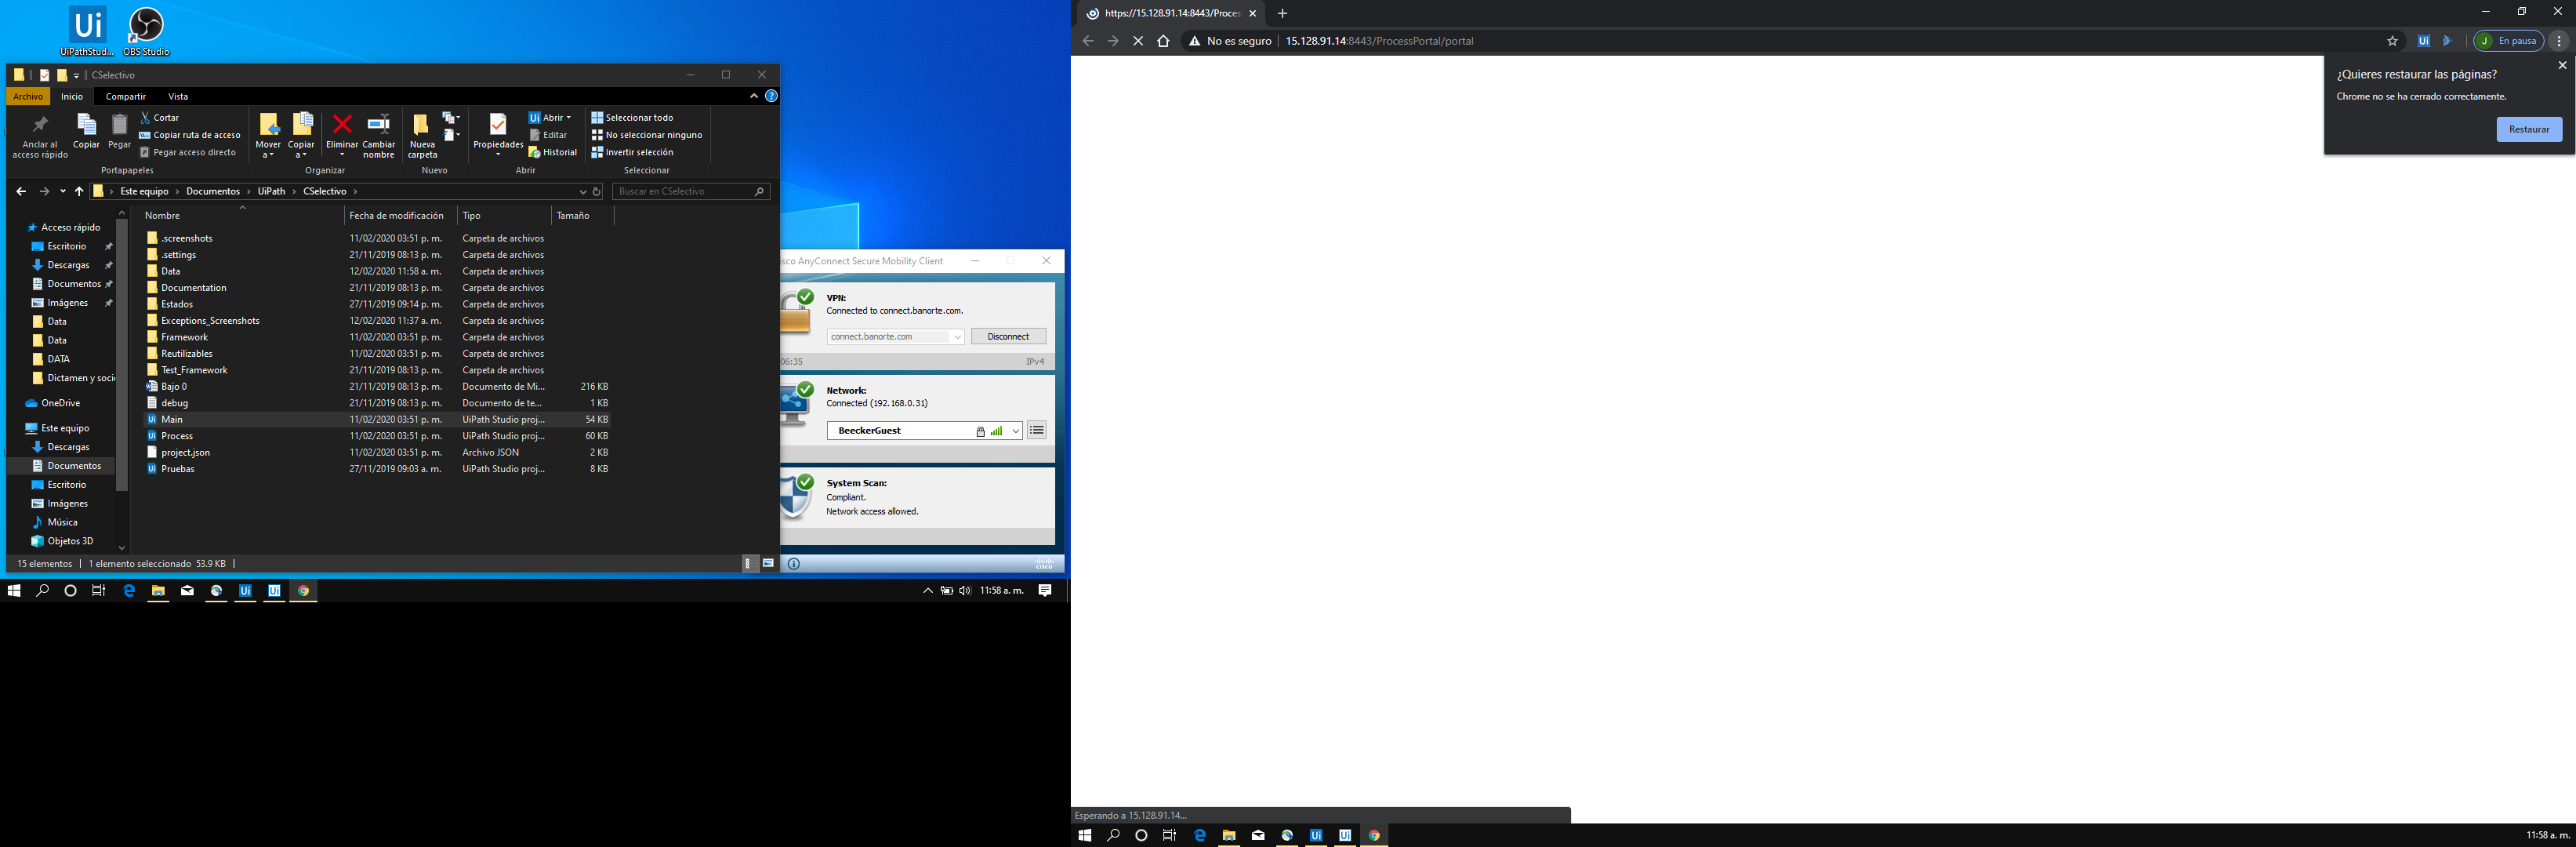 Ui
UiPathStud...
OBS Studio
CSelectivo
Archivo
Inicio
Compartir
Vista
Anclar al
acceso rápido
Copiar
Pegar
Cortar
Copiar ruta de acceso
Pegar acceso directo
Portapapeles
Mover
a
Copiar
a
Eliminar
Cambiar
nombre
Organizar
Nueva
carpeta
Nuevo
Propiedades
Abrir
Editar
Historial
Abrir
Seleccionar todo
No seleccionar ninguno
Invertir selección
Seleccionar
Este equipo > Documentos > UiPath > CSelectivo >
Buscar en CSelectivo
Acceso rápido
Escritorio
Descargas
Documentos
Imágenes
Data
Data
DATA
Dictamen y soci
OneDrive
Este equipo
Descargas
Documentos
Escritorio
Imágenes
Música
Objetos 3D
Nombre Fecha de modificación Tipo Tamaño
.screenshots 11/02/2020 03:51 p. m. Carpeta de archivos
.settings 21/11/2019 08:13 p. m. Carpeta de archivos
Data 12/02/2020 11:58 a. m. Carpeta de archivos
Documentation 21/11/2019 08:13 p. m. Carpeta de archivos
Estados 27/11/2019 09:14 p. m. Carpeta de archivos
Exceptions_Screenshots 12/02/2020 11:37 a. m. Carpeta de archivos
Framework 11/02/2020 03:51 p. m. Carpeta de archivos
Reutilizables 11/02/2020 03:51 p. m. Carpeta de archivos
Test_Framework 21/11/2019 08:13 p. m. Carpeta de archivos
Bajo 0 21/11/2019 08:13 p. m. Documento de Mi... 216 KB
debug 21/11/2019 08:13 p. m. Documento de te... 1 KB
Main 11/02/2020 03:51 p. m. UiPath Studio proj... 54 KB
Process 11/02/2020 03:51 p. m. UiPath Studio proj... 60 KB
project.json 11/02/2020 03:51 p. m. Archivo JSON 2 KB
Pruebas 27/11/2019 09:03 a. m. UiPath Studio proj... 8 KB
15 elementos
1 elemento seleccionado 53.9 KB
isco AnyConnect Secure Mobility Client
VPN:
Connected to connect.banorte.com.
connect.banorte.com
Disconnect
06:35
IPv4
Network:
Connected (192.168.0.31)
BeeckerGuest
System Scan:
Compliant.
Network access allowed.
cisco
11:58 a. m.
https://15.128.91.14:8443/Proces
No es seguro
15.128.91.14:8443/ProcessPortal/portal
Ui
J
En pausa
¿Quieres restaurar las páginas?
Chrome no se ha cerrado correctamente.
Restaurar
Esperando a 15.128.91.14...
11:58 a. m.